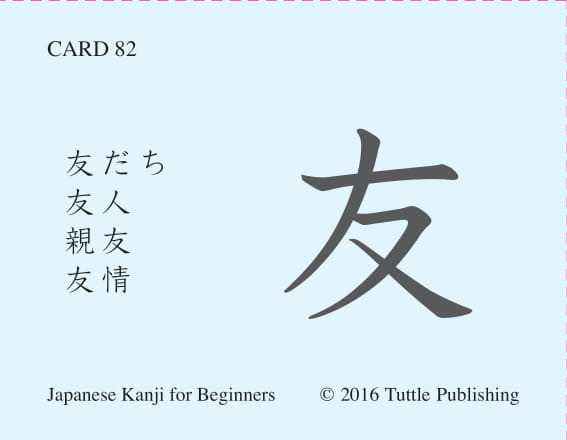 CARD 82
友だち
友人
親友
友情
友
Japanese Kanji for Beginners
© 2016 Tuttle Publishing